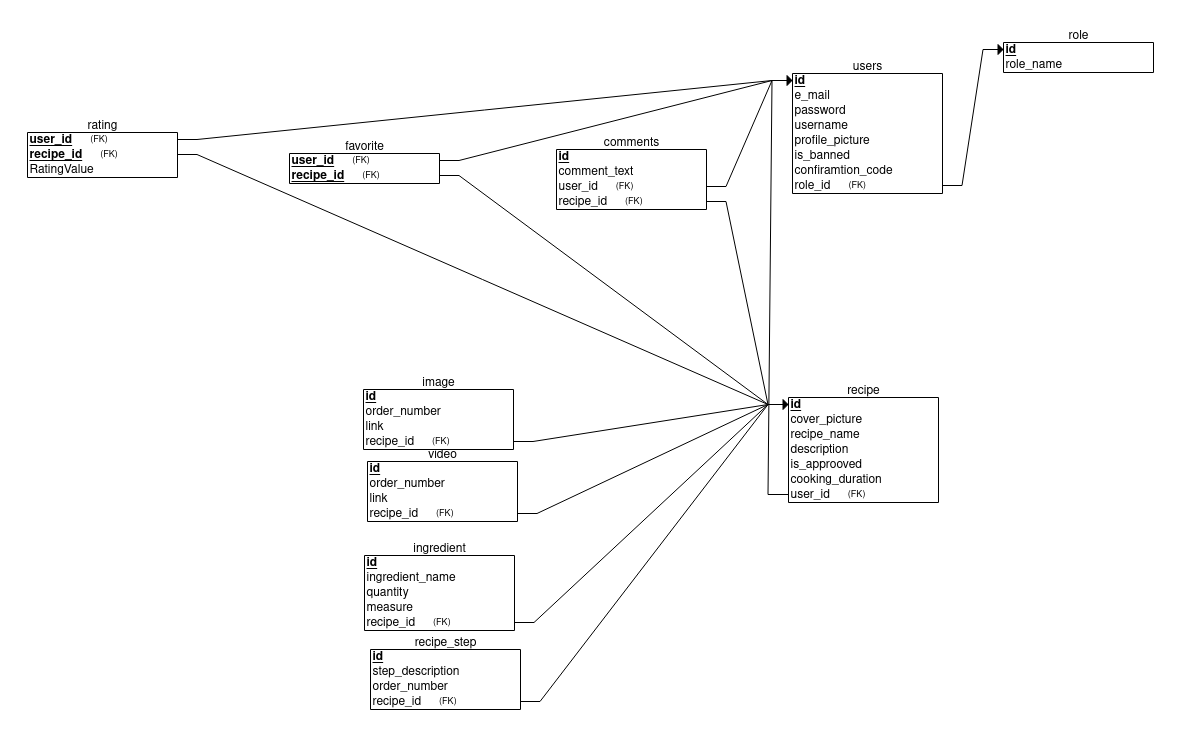 role
id
role_name
users
id
e_mail
password
username
profile_picture
is_banned
confiramtion_code
role_id (FK)
rating
user_id (FK)
recipe_id (FK)
RatingValue
favorite
user_id (FK)
recipe_id (FK)
comments
id
comment_text
user_id (FK)
recipe_id (FK)
image
id
order_number
link
recipe_id (FK)
video
id
order_number
link
recipe_id (FK)
recipe
id
cover_picture
recipe_name
description
is_approoved
cooking_duration
user_id (FK)
ingredient
id
ingredient_name
quantity
measure
recipe_id (FK)
recipe_step
id
step_description
order_number
recipe_id (FK)